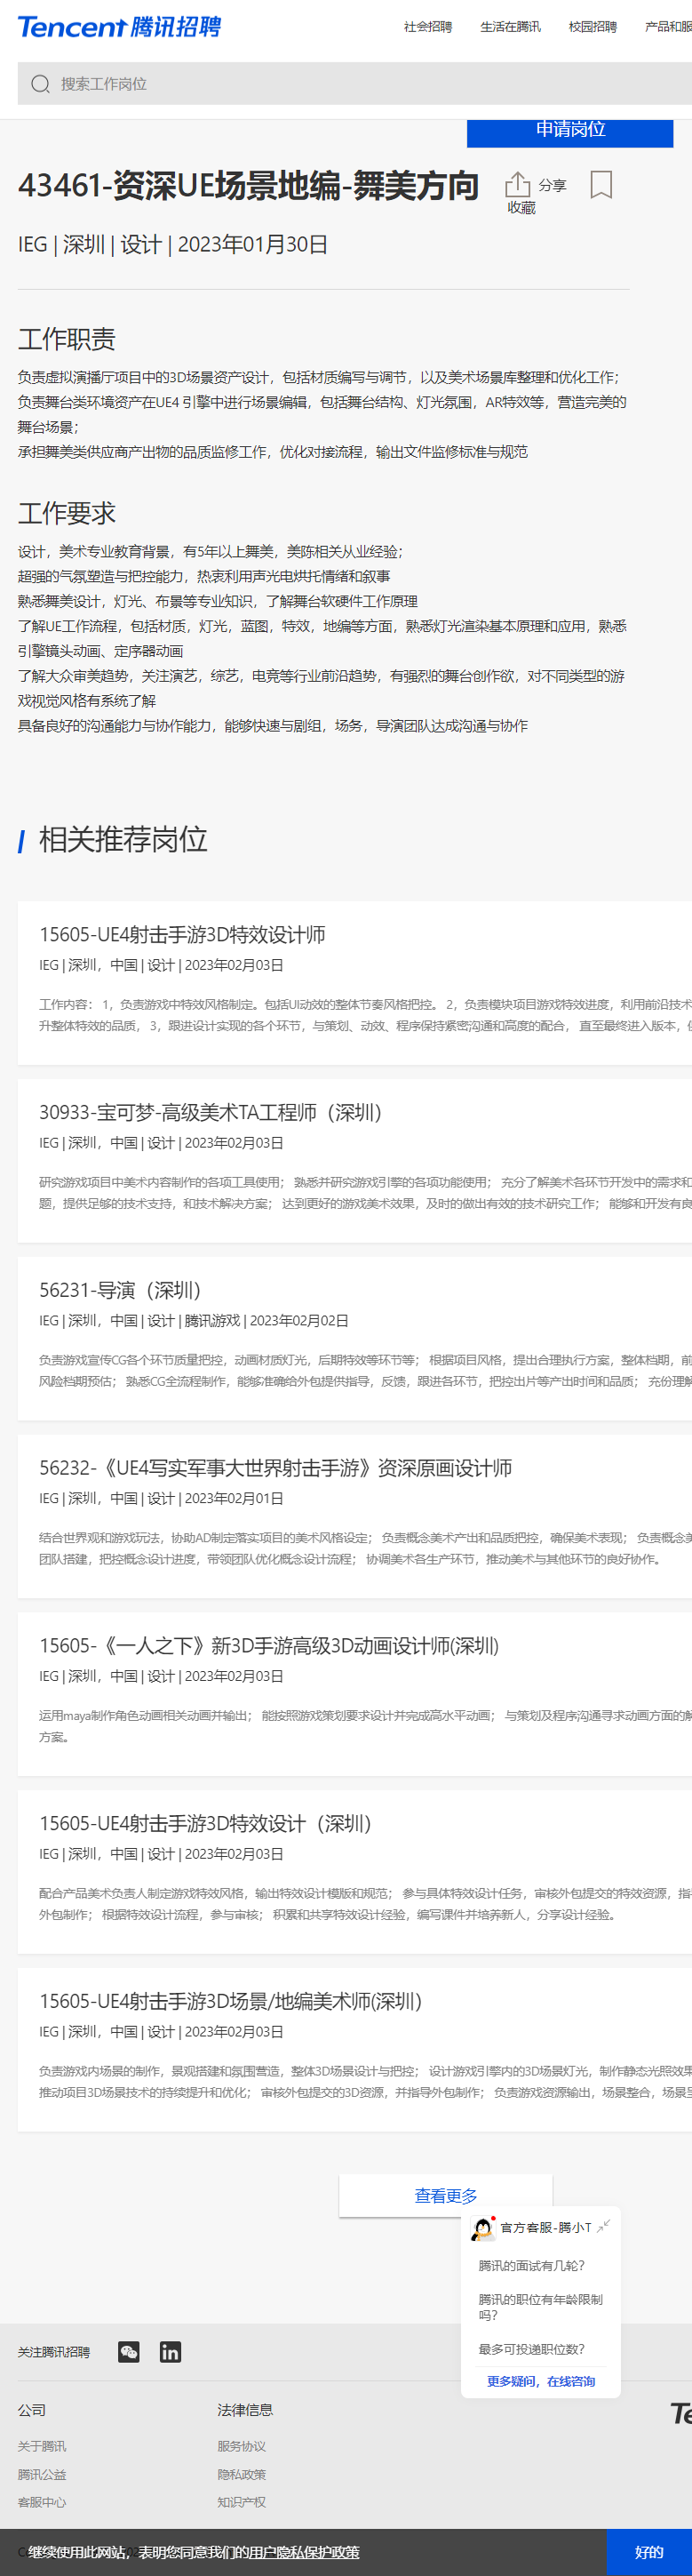 Tencent 腾讯招聘
社会招聘 生活在腾讯 校园招聘 产品和服
搜索工作岗位
申请岗位
43461-资深UE场景地编-舞美方向
分享
收藏
IEG | 深圳 | 设计 | 2023年01月30日
工作职责
负责虚拟演播厅项目中的3D场景资产设计，包括材质编写与调节，以及美术场景库整理和优化工作；
负责舞台类环境资产在UE4 引擎中进行场景编辑，包括舞台结构、灯光氛围，AR特效等，营造完美的
舞台场景；
承担舞美类供应商产出物的品质监修工作，优化对接流程，输出文件监修标准与规范
工作要求
设计，美术专业教育背景，有5年以上舞美，美陈相关从业经验；
超强的气氛塑造与把控能力，热衷利用声光电烘托情绪和叙事
熟悉舞美设计，灯光、布景等专业知识，了解舞台软硬件工作原理
了解UE工作流程，包括材质，灯光，蓝图，特效，地编等方面，熟悉灯光渲染基本原理和应用，熟悉
引擎镜头动画、定序器动画
了解大众审美趋势，关注演艺，综艺，电竞等行业前沿趋势，有强烈的舞台创作欲，对不同类型的游
戏视觉风格有系统了解
具备良好的沟通能力与协作能力，能够快速与剧组，场务，导演团队达成沟通与协作
相关推荐岗位
15605-UE4射击手游3D特效设计师
IEG | 深圳，中国 | 设计 | 2023年02月03日
工作内容： 1，负责游戏中特效风格制定。包括UI动效的整体节奏风格把控。 2，负责模块项目游戏特效进度，利用前沿技术
升整体特效的品质， 3，跟进设计实现的各个环节，与策划、动效、程序保持紧密沟通和高度的配合， 直至最终进入版本，
30933-宝可梦-高级美术TA工程师（深圳）
IEG | 深圳，中国 | 设计 | 2023年02月03日
研究游戏项目中美术内容制作的各项工具使用； 熟悉并研究游戏引擎的各项功能使用； 充分了解美术各环节开发中的需求和
题，提供足够的技术支持，和技术解决方案； 达到更好的游戏美术效果，及时的做出有效的技术研究工作； 能够和开发有良
56231-导演（深圳）
IEG | 深圳，中国 | 设计 | 腾讯游戏 | 2023年02月02日
负责游戏宣传CG各个环节质量把控，动画材质灯光，后期特效等环节等； 根据项目风格，提出合理执行方案，整体档期，前
风险档期预估； 熟悉CG全流程制作，能够准确给外包提供指导，反馈，跟进各环节，把控出片等产出时间和品质； 充份理解
56232-《UE4写实军事大世界射击手游》资深原画设计师
IEG | 深圳，中国 | 设计 | 2023年02月01日
结合世界观和游戏玩法，协助AD制定落实项目的美术风格设定； 负责概念美术产出和品质把控，确保美术表现； 负责概念美
团队搭建，把控概念设计进度，带领团队优化概念设计流程； 协调美术各生产环节，推动美术与其他环节的良好协作。
15605-《一人之下》新3D手游高级3D动画设计师(深圳)
IEG | 深圳，中国 | 设计 | 2023年02月03日
运用maya制作角色动画相关动画并输出； 能按照游戏策划要求设计并完成高水平动画； 与策划及程序沟通寻求动画方面的解
方案。
15605-UE4射击手游3D特效设计（深圳）
IEG | 深圳，中国 | 设计 | 2023年02月03日
配合产品美术负责人制定游戏特效风格，输出特效设计模版和规范； 参与具体特效设计任务，审核外包提交的特效资源，指导
外包制作； 根据特效设计流程，参与审核； 积累和共享特效设计经验，编写课件并培养新人，分享设计经验。
15605-UE4射击手游3D场景/地编美术师(深圳）
IEG | 深圳，中国 | 设计 | 2023年02月03日
负责游戏内场景的制作，景观搭建和氛围营造，整体3D场景设计与把控； 设计游戏引擎内的3D场景灯光，制作静态光照效果
推动项目3D场景技术的持续提升和优化； 审核外包提交的3D资源，并指导外包制作； 负责游戏资源输出，场景整合，场景
查看更多
官方客服-腾小T
腾讯的面试有几轮？
腾讯的职位有年龄限制
吗？
最多可投递职位数？
更多疑问，在线咨询
关注腾讯招聘
公司 法律信息
关于腾讯 服务协议
腾讯公益 隐私政策
客服中心 知识产权
继续使用此网站，表明您同意我们的用户隐私保护政策 好的